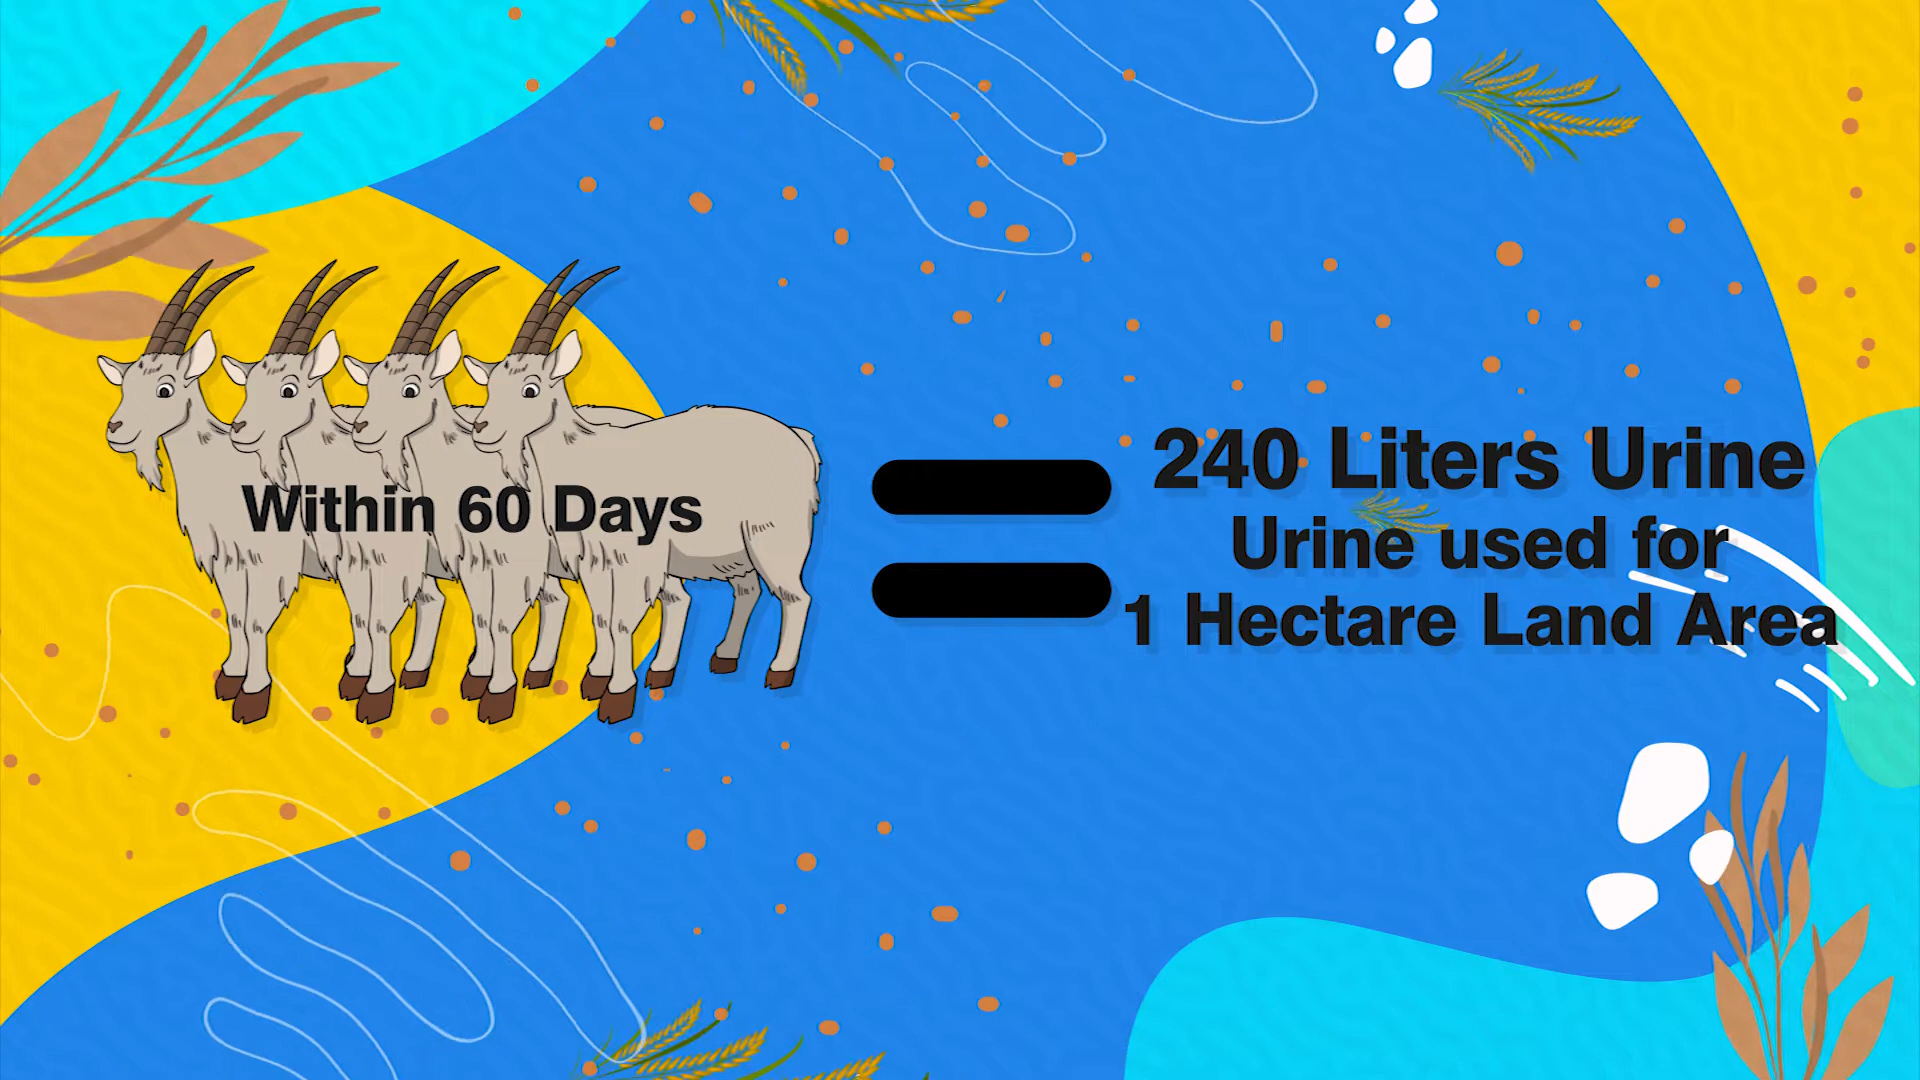 Within 60 Days
240 Liters Urine
Urine used for
1 Hectare Land Area